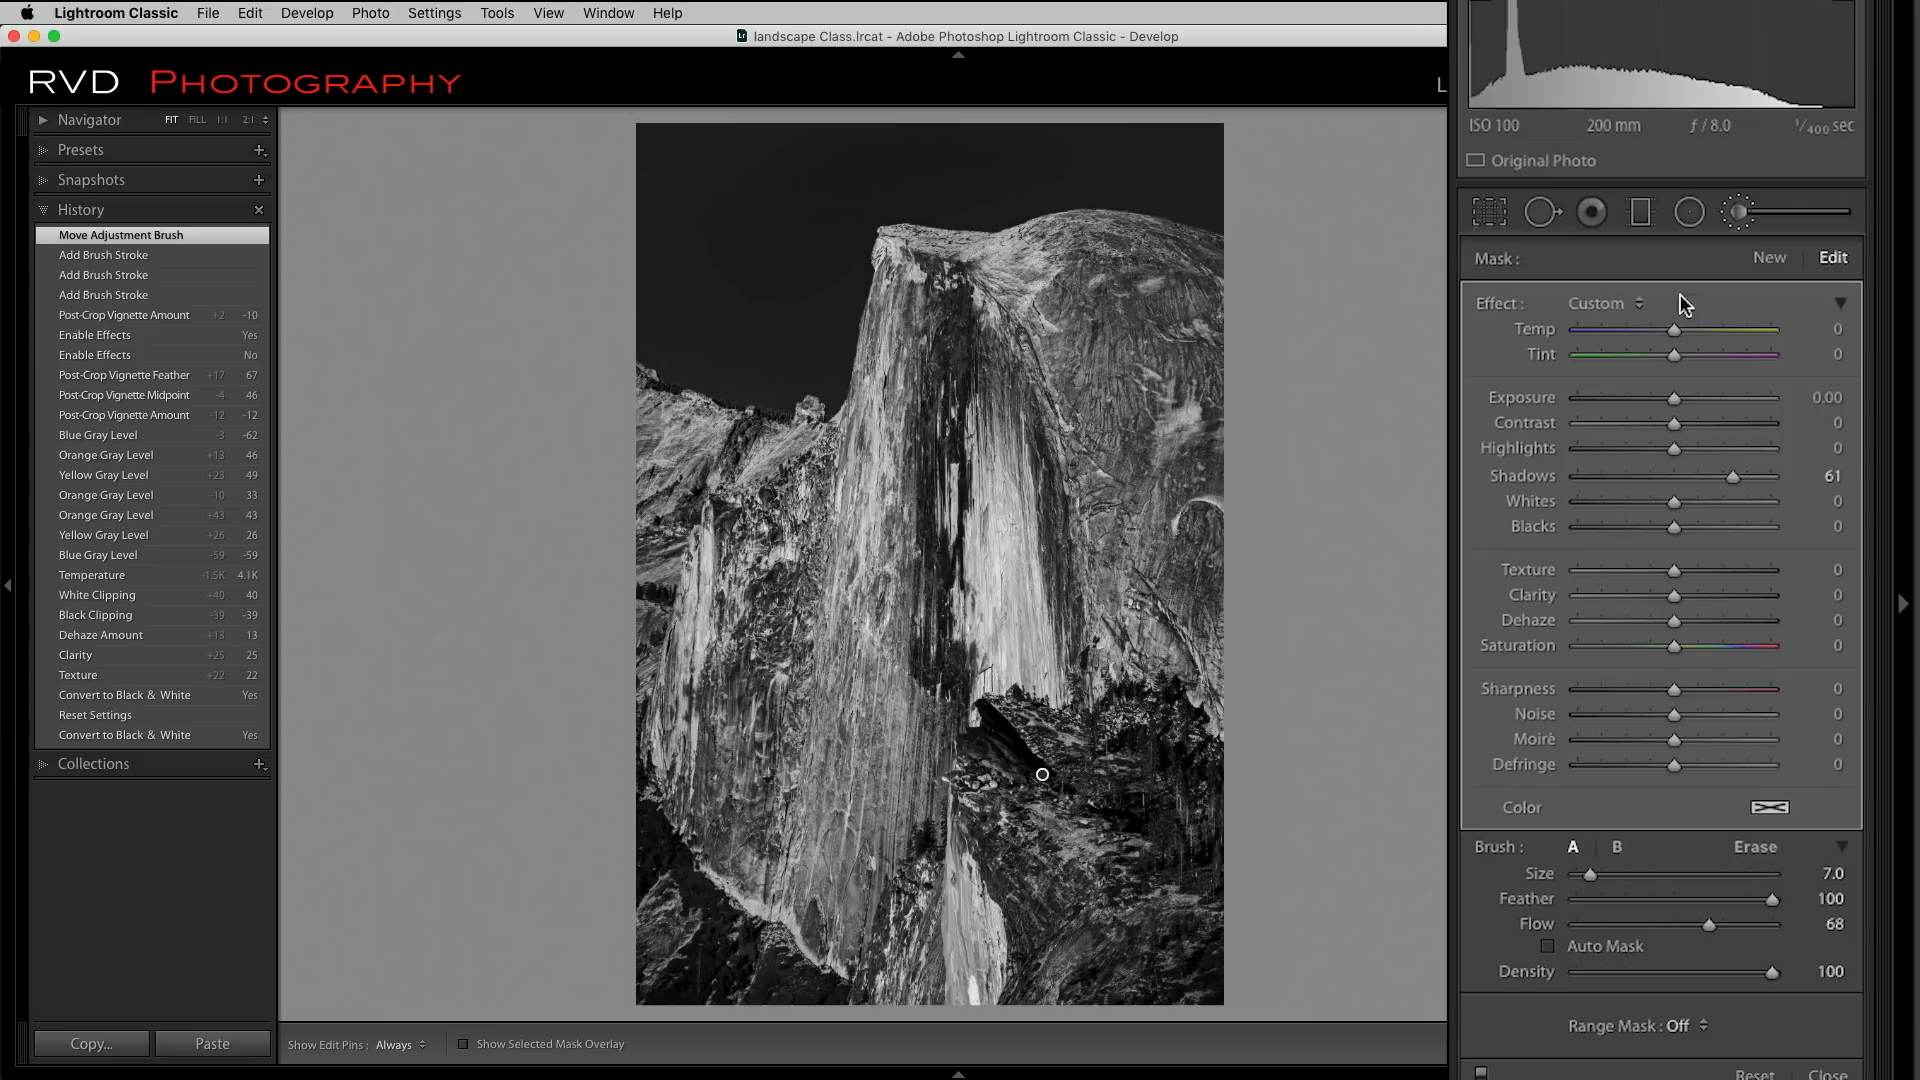 Lightroom Classic File Edit Develop Photo Settings Tools View Window Help
Lr landscape Class.lrcat - Adobe Photoshop Lightroom Classic - Develop
RVD PHOTOGRAPHY
L
Navigator FIT FILL 1:1 2:1
Presets +
Snapshots +
History ×
Move Adjustment Brush
Add Brush Stroke
Add Brush Stroke
Add Brush Stroke
Post-Crop Vignette Amount +2 -10
Enable Effects Yes
Enable Effects No
Post-Crop Vignette Feather +17 67
Post-Crop Vignette Midpoint -4 46
Post-Crop Vignette Amount -12 -12
Blue Gray Level -3 -62
Orange Gray Level +13 46
Yellow Gray Level +23 49
Orange Gray Level -10 33
Orange Gray Level +43 43
Yellow Gray Level +26 26
Blue Gray Level -59 -59
Temperature -1.5K 4.1K
White Clipping +40 40
Black Clipping -39 -39
Dehaze Amount +13 13
Clarity +25 25
Texture +22 22
Convert to Black & White Yes
Reset Settings
Convert to Black & White Yes
Collections +
Copy... Paste
Show Edit Pins : Always
Show Selected Mask Overlay
ISO 100 200 mm ƒ / 8.0 1/400 sec
Original Photo
Mask : New Edit
Effect : Custom
Temp 0
Tint 0
Exposure 0.00
Contrast 0
Highlights 0
Shadows 61
Whites 0
Blacks 0
Texture 0
Clarity 0
Dehaze 0
Saturation 0
Sharpness 0
Noise 0
Moiré 0
Defringe 0
Color
Brush : A B Erase
Size 7.0
Feather 100
Flow 68
Auto Mask
Density 100
Range Mask : Off
Reset Close